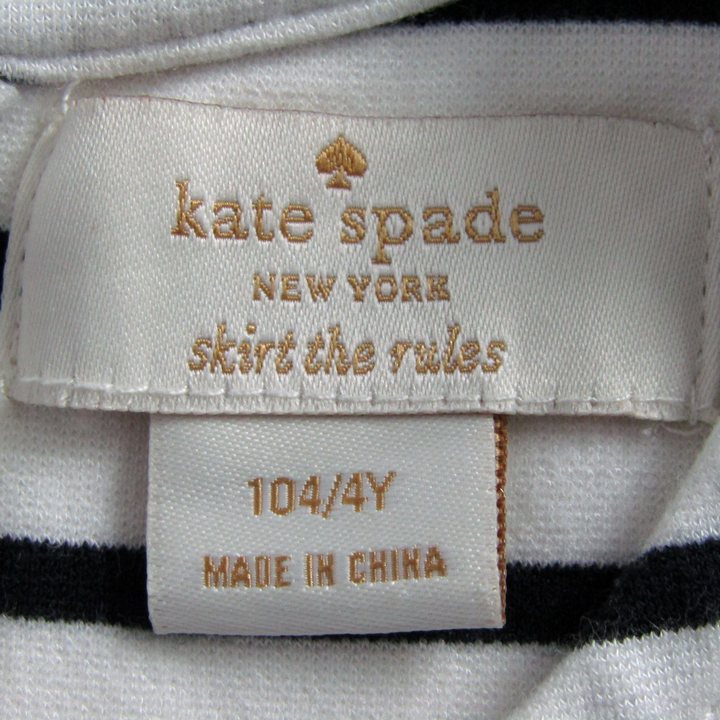 kate spade
NEW YORK
skirt the rules
104/4Y
MADE IN CHINA